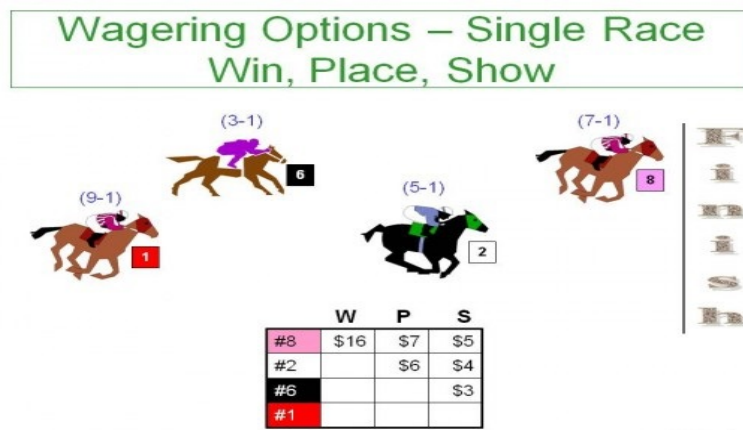 Wagering Options – Single Race
Win, Place, Show
(3-1)
(7-1)
6
8
(9-1)
(5-1)
1
2
Finish
W P S
#8 $16 $7 $5
#2 $6 $4
#6 $3
#1